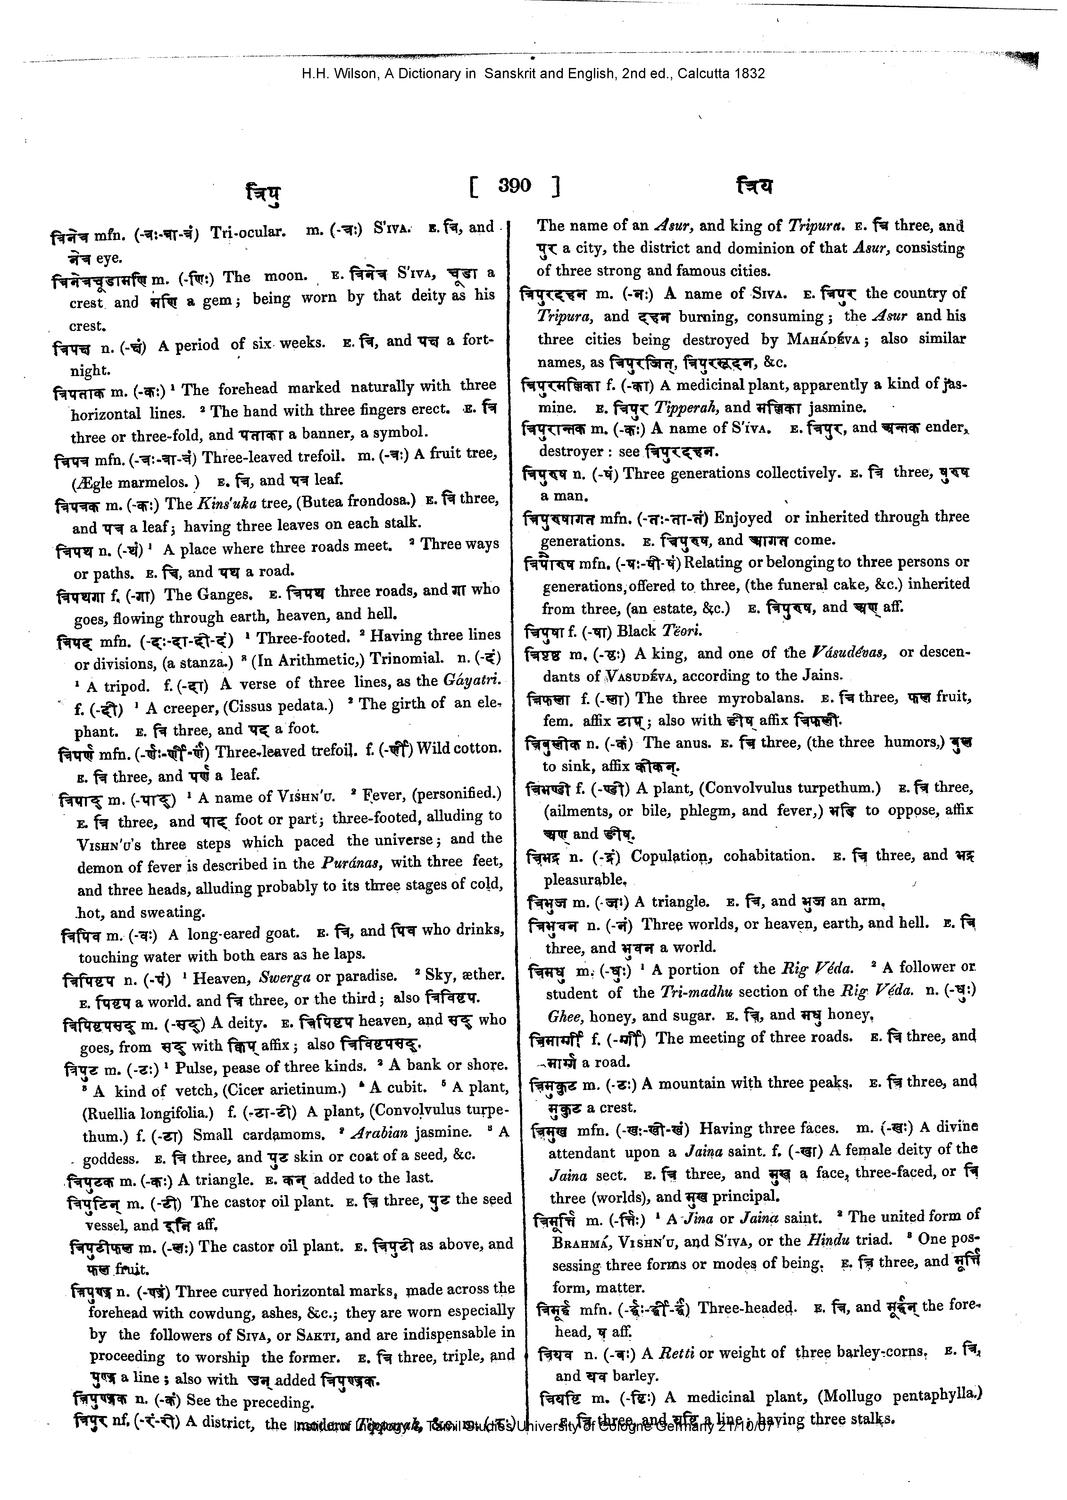 H.H. Wilson, A Dictionary in Sanskrit and English, 2nd ed., Calcutta 1832
त्रिपु
[ 390 ]
त्रिय
त्रिनेत्र mfn. (-त्रः-त्रा-त्रं) Tri-ocular. m. (-त्रः) S'IVA. E. त्रि, and
नेत्र eye.
त्रिनेत्रचूडामणि m. (-णिः) The moon. E. त्रिनेत्र S'IVA, चूडा a
crest and मणि a gem; being worn by that deity as his
crest.
त्रिपक्ष n. (-क्षं) A period of six weeks. E. त्रि, and पक्ष a fort-
night.
त्रिपताक m. (-कः) ¹ The forehead marked naturally with three
horizontal lines. ² The hand with three fingers erect. E. त्रि
three or three-fold, and पताका a banner, a symbol.
त्रिपत्र mfn. (-त्रः-त्रा-त्रं) Three-leaved trefoil. m. (-त्रः) A fruit tree,
(Ægle marmelos.) E. त्रि, and पत्र leaf.
त्रिपत्रक m. (-कः) The Kins'uka tree, (Butea frondosa.) E. त्रि three,
and पत्र a leaf; having three leaves on each stalk.
त्रिपथ n. (-थं) ¹ A place where three roads meet. ² Three ways
or paths. E. त्रि, and पथ a road.
त्रिपथगा f. (-गा) The Ganges. E. त्रिपथ three roads, and गा who
goes, flowing through earth, heaven, and hell.
त्रिपद mfn. (-दः-दा-दी-दं) ¹ Three-footed. ² Having three lines
or divisions, (a stanza.) ³ (In Arithmetic,) Trinomial. n. (-दं)
¹ A tripod. f. (-दा) A verse of three lines, as the Gáyatri.
f. (-दी) ¹ A creeper, (Cissus pedata.) ² The girth of an ele-
phant. E. त्रि three, and पद a foot.
त्रिपर्ण mfn. (-र्णः-र्णी-र्णं) Three-leaved trefoil. f. (-र्णी) Wild cotton.
E. त्रि three, and पर्ण a leaf.
त्रिपाद् m. (-पाद्) ¹ A name of VISHN'U. ² Fever, (personified.)
E. त्रि three, and पाद foot or part; three-footed, alluding to
VISHN'U's three steps which paced the universe; and the
demon of fever is described in the Puránas, with three feet,
and three heads, alluding probably to its three stages of cold,
hot, and sweating.
त्रिपिव m. (-वः) A long-eared goat. E. त्रि, and पिव who drinks,
touching water with both ears as he laps.
त्रिपिष्टप n. (-पं) ¹ Heaven, Swerga or paradise. ² Sky, æther.
E. पिष्टप a world. and त्रि three, or the third; also त्रिविष्टप.
त्रिपिष्टपसद् m. (-सद्) A deity. E. त्रिपिष्टप heaven, and सद् who
goes, from सद् with क्विप् affix; also त्रिविष्टपसद्.
त्रिपुट m. (-टः) ¹ Pulse, pease of three kinds. ² A bank or shore.
³ A kind of vetch, (Cicer arietinum.) ⁴ A cubit. ⁵ A plant,
(Ruellia longifolia.) f. (-टा-टी) A plant, (Convolvulus turpe-
thum.) f. (-टा) Small cardamoms. ² Arabian jasmine. ³ A
goddess. E. त्रि three, and पुट skin or coat of a seed, &c.
त्रिपुटक m. (-कः) A triangle. E. कन् added to the last.
त्रिपुटिन् m. (-टी) The castor oil plant. E. त्रि three, पुट the seed
vessel, and इनि aff.
त्रिपुटीफल m. (-लः) The castor oil plant. E. त्रिपुटी as above, and
फल fruit.
त्रिपुण्ड्र n. (-ण्ड्रं) Three curved horizontal marks, made across the
forehead with cowdung, ashes, &c.; they are worn especially
by the followers of SIVA, or SAKTI, and are indispensable in
proceeding to worship the former. E. त्रि three, triple, and
पुण्ड्र a line; also with कन् added त्रिपुण्ड्रक.
त्रिपुण्ड्रक n. (-कं) See the preceding.
त्रिपुर nf. (-रं-री) A district, the modern Tipperah, &c. m. (-रः)
The name of an Asur, and king of Tripura. E. त्रि three, and
पुर a city, the district and dominion of that Asur, consisting
of three strong and famous cities.
त्रिपुरदहन m. (-नः) A name of SIVA. E. त्रिपुर the country of
Tripura, and दहन burning, consuming; the Asur and his
three cities being destroyed by MAHÁDÉVA; also similar
names, as त्रिपुरजित्, त्रिपुरसूदन, &c.
त्रिपुरमल्लिका f. (-का) A medicinal plant, apparently a kind of jas-
mine. E. त्रिपुर Tipperah, and मल्लिका jasmine.
त्रिपुरान्तक m. (-कः) A name of S'IVA. E. त्रिपुर, and अन्तक ender,
destroyer: see त्रिपुरदहन.
त्रिपुरुष n. (-षं) Three generations collectively. E. त्रि three, पुरुष
a man.
त्रिपुरुषागत mfn. (-तः-ता-तं) Enjoyed or inherited through three
generations. E. त्रिपुरुष, and आगत come.
त्रिपौरुष mfn. (-षः-षी-षं) Relating or belonging to three persons or
generations, offered to three, (the funeral cake, &c.) inherited
from three, (an estate, &c.) E. त्रिपुरुष, and अण् aff.
त्रिपुषा f. (-षा) Black Tëori.
त्रिपृष्ठ m. (-ष्ठः) A king, and one of the Vásudévas, or descen-
dants of VASUDÉVA, according to the Jains.
त्रिफला f. (-ला) The three myrobalans. E. त्रि three, फल fruit,
fem. affix टाप्; also with ङीष् affix त्रिफली.
त्रिबुलीक n. (-कं) The anus. E. त्रि three, (the three humors,) बुल
to sink, affix कीकन्.
त्रिभण्डी f. (-ण्डी) A plant, (Convolvulus turpethum.) E. त्रि three,
(ailments, or bile, phlegm, and fever,) भडि to oppose, affix
अण् and ङीष्.
त्रिभद्र n. (-द्रं) Copulation, cohabitation. E. त्रि three, and भद्र
pleasurable.
त्रिभुज m. (-जः) A triangle. E. त्रि, and भुज an arm.
त्रिभुवन n. (-नं) Three worlds, or heaven, earth, and hell. E. त्रि
three, and भुवन a world.
त्रिमधु m. (-धुः) ¹ A portion of the Rig Véda. ² A follower or
student of the Tri-madhu section of the Rig Véda. n. (-धुः)
Ghee, honey, and sugar. E. त्रि, and मधु honey.
त्रिमार्गी f. (-र्गी) The meeting of three roads. E. त्रि three, and
मार्ग a road.
त्रिमुकुट m. (-टः) A mountain with three peaks. E. त्रि three, and
मुकुट a crest.
त्रिमुख mfn. (-खः-खी-खं) Having three faces. m. (-खः) A divine
attendant upon a Jaina saint. f. (-खा) A female deity of the
Jaina sect. E. त्रि three, and मुख a face, three-faced, or त्रि
three (worlds), and मुख principal.
त्रिमूर्त्ति m. (-र्त्तिः) ¹ A Jina or Jaina saint. ² The united form of
BRAHMÁ, VISHN'U, and S'IVA, or the Hindu triad. ³ One pos-
sessing three forms or modes of being. E. त्रि three, and मूर्त्ति
form, matter.
त्रिमूर्द्ध mfn. (-र्द्धः-र्द्धी-र्द्धं) Three-headed. E. त्रि, and मूर्द्धन् the fore-
head, ष aff.
त्रियव n. (-वः) A Retti or weight of three barley-corns. E. त्रि,
and यव barley.
त्रियष्टि m. (-ष्टिः) A medicinal plant, (Mollugo pentaphylla.)
E. त्रि three, and यष्टि a line; having three stalks.
Institute of Indology & Tamil Studies/University of Cologne Germany 21/10/07